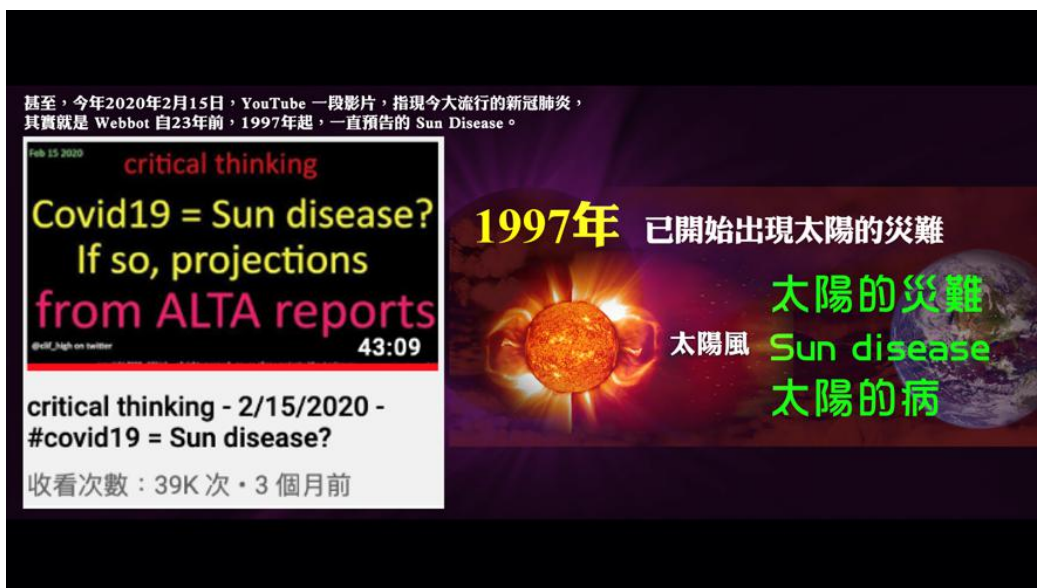 甚至，今年2020年2月15日，YouTube 一段影片，指現今大流行的新冠肺炎，
其實就是 Webbot 自23年前，1997年起，一直預告的 Sun Disease。
Feb 15 2020
critical thinking
Covid19 = Sun disease?
If so, projections
from ALTA reports
@clif_high on twitter
43:09
critical thinking - 2/15/2020 -
#covid19 = Sun disease?
收看次數：39K 次・3 個月前
1997年 已開始出現太陽的災難
太陽的災難
太陽風 Sun disease
太陽的病